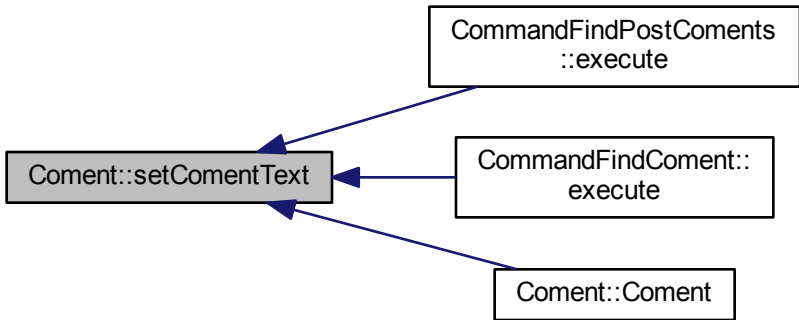 CommandFindPostComents
::execute
Coment::setComentText
CommandFindComent::
execute
Coment::Coment